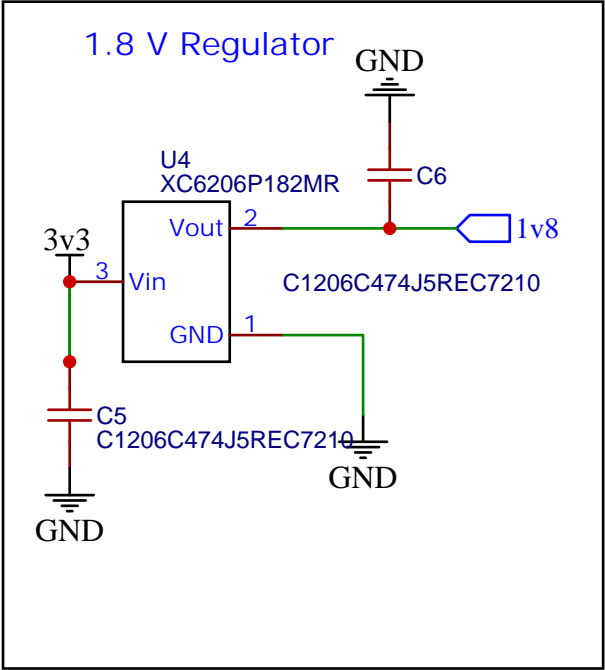 1.8 V Regulator
GND
U4
XC6206P182MR
C6
Vout
2
1v8
3v3
3
Vin
C1206C474J5REC7210
GND
1
C5
C1206C474J5REC7210
GND
GND